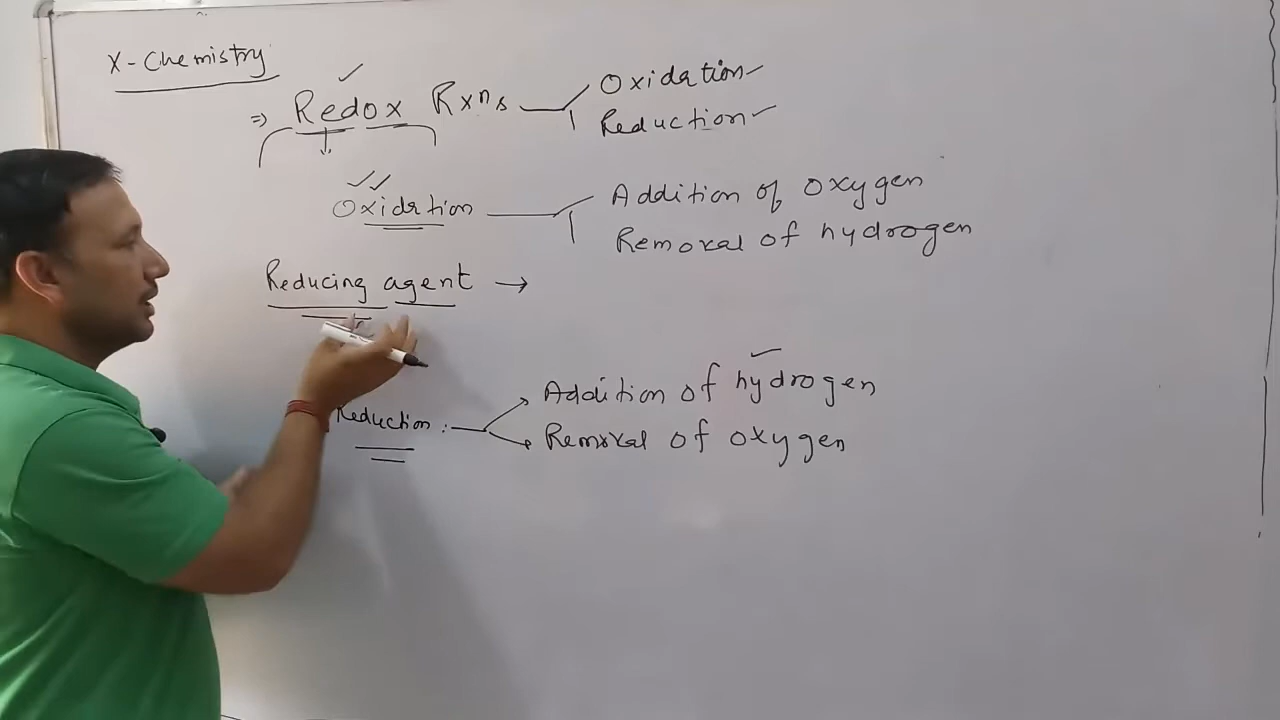 X - Chemistry
⇒ Redox Rxns
Oxidation
Reduction
Oxidation
Addition of oxygen
Removal of hydrogen
Reducing agent →
Reduction :
Addition of hydrogen
Removal of oxygen